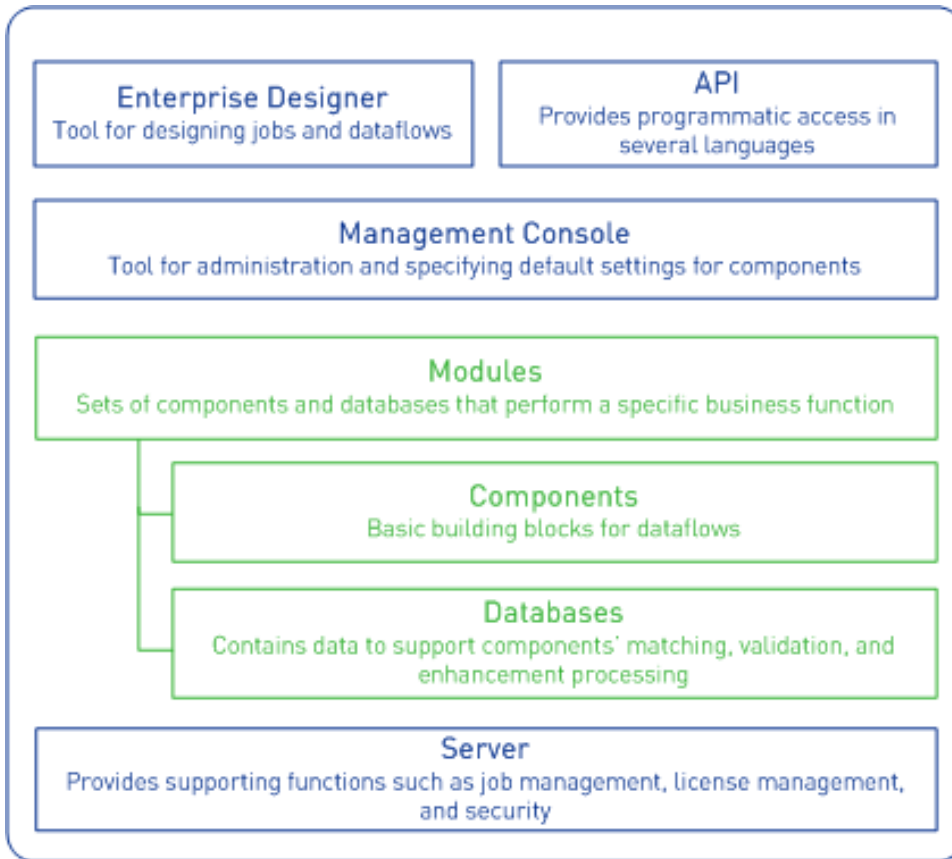 Enterprise Designer
Tool for designing jobs and dataflows
API
Provides programmatic access in
several languages
Management Console
Tool for administration and specifying default settings for components
Modules
Sets of components and databases that perform a specific business function
Components
Basic building blocks for dataflows
Databases
Contains data to support components' matching, validation, and
enhancement processing
Server
Provides supporting functions such as job management, license management,
and security